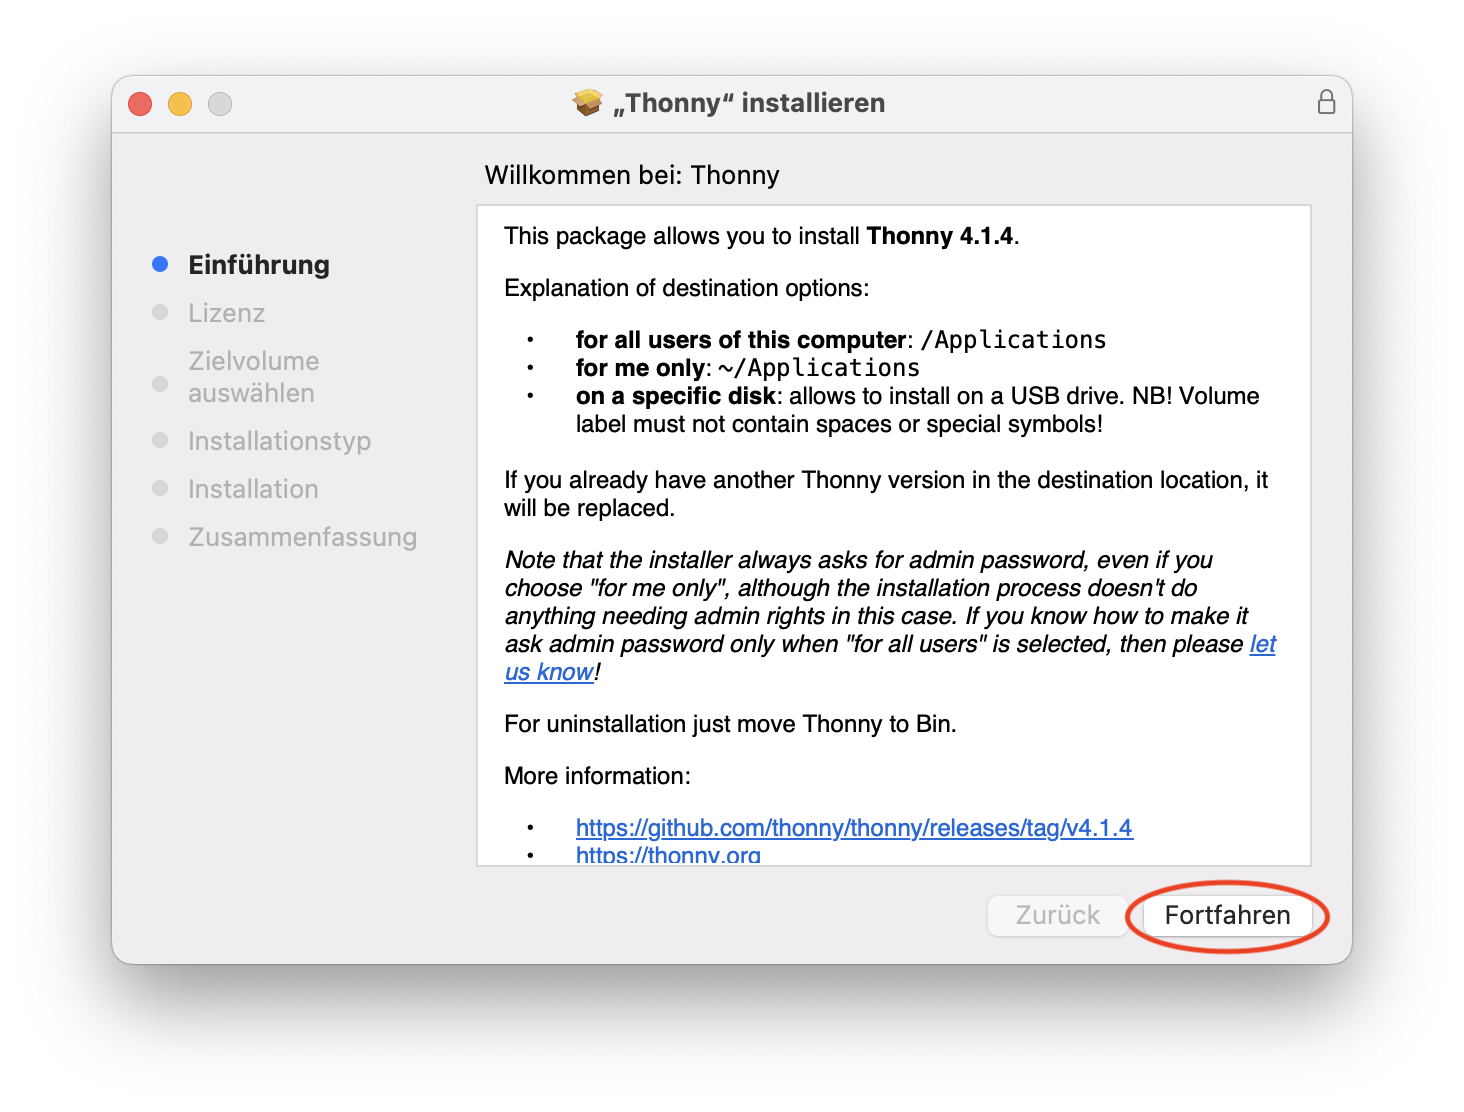 „Thonny“ installieren
Willkommen bei: Thonny
Einführung
Lizenz
Zielvolume
auswählen
Installationstyp
Installation
Zusammenfassung
This package allows you to install Thonny 4.1.4.
Explanation of destination options:
• for all users of this computer: /Applications
• for me only: ~/Applications
• on a specific disk: allows to install on a USB drive. NB! Volume
label must not contain spaces or special symbols!
If you already have another Thonny version in the destination location, it
will be replaced.
Note that the installer always asks for admin password, even if you
choose "for me only", although the installation process doesn't do
anything needing admin rights in this case. If you know how to make it
ask admin password only when "for all users" is selected, then please let
us know!
For uninstallation just move Thonny to Bin.
More information:
• https://github.com/thonny/thonny/releases/tag/v4.1.4
• https://thonny.org
Zurück
Fortfahren